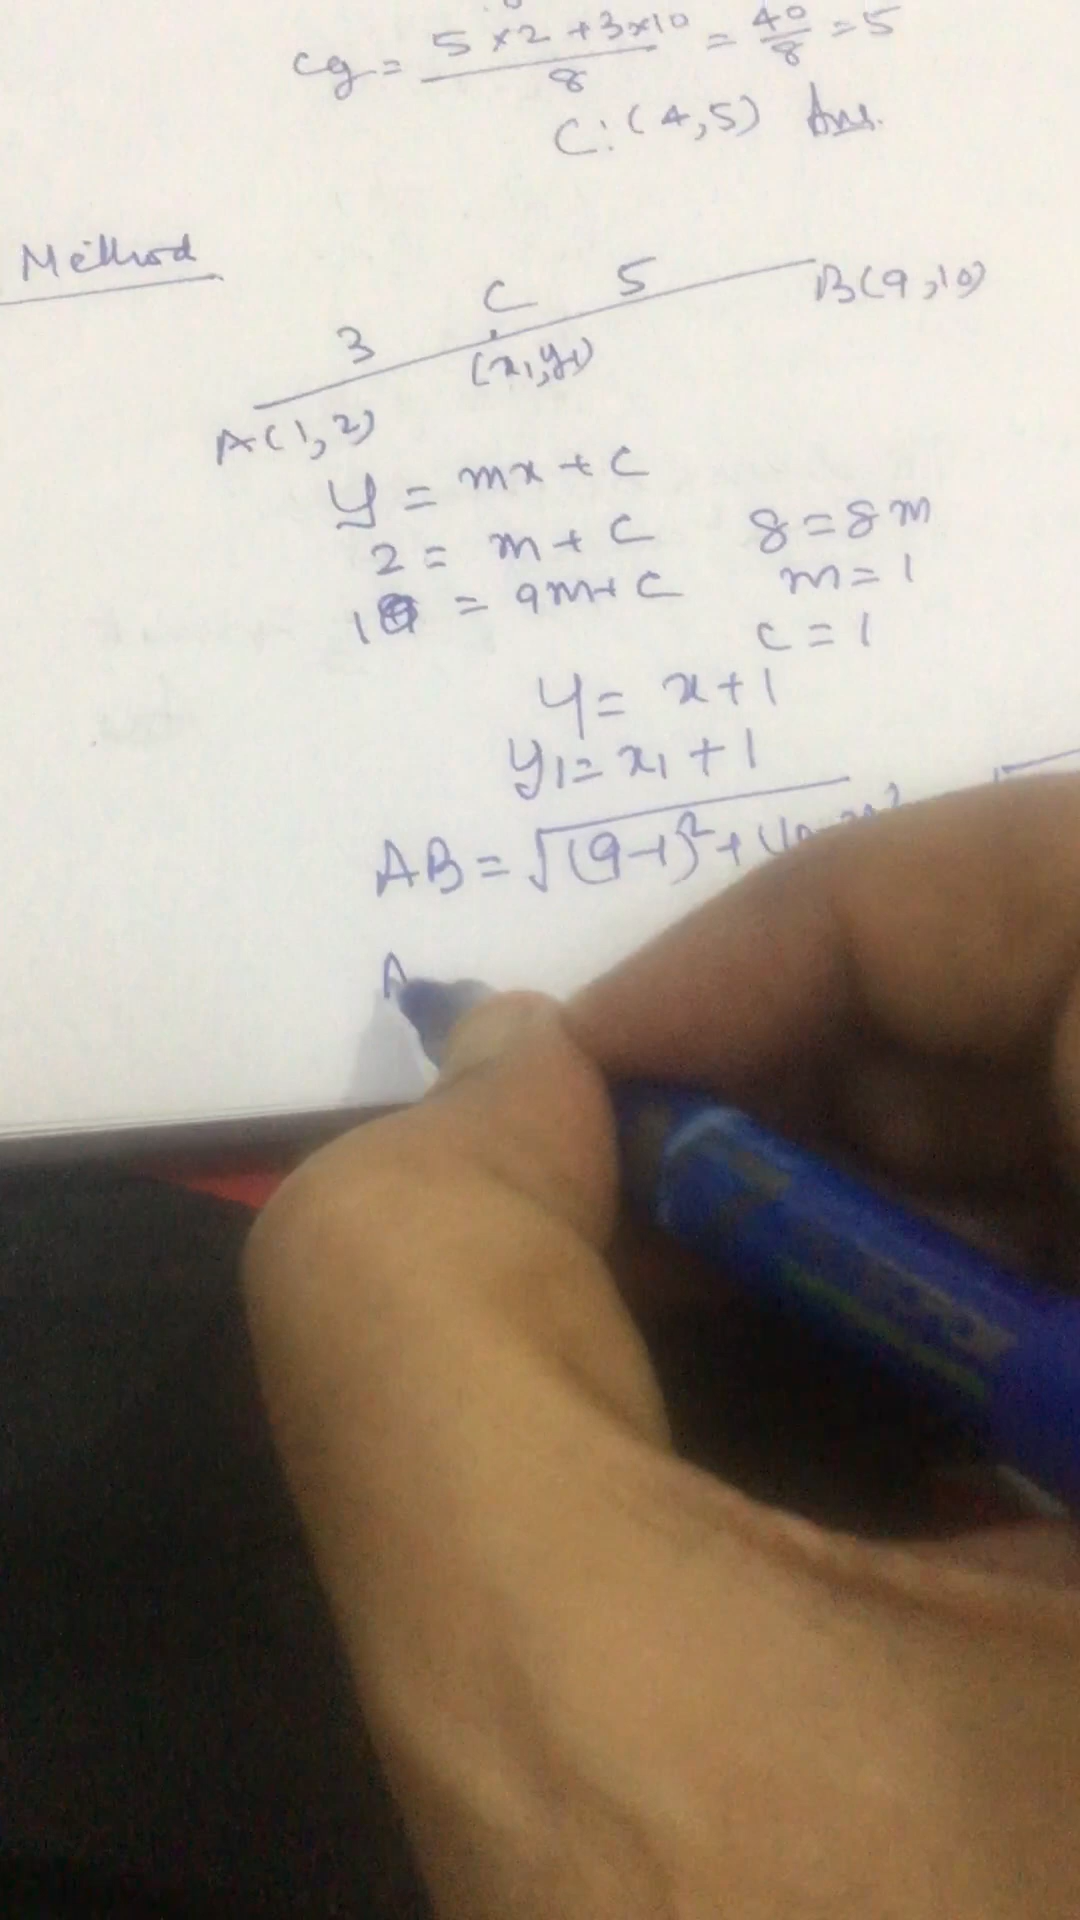 cy = 5×2+3×10 / 8 = 40/8 = 5
C:(4,5) Ans.
Method
3 C 5 B(9,10)
(x₁,y₁)
A(1,2)
y = mx + c
2 = m + c 8 = 8m
10 = 9m+c m = 1
c = 1
y = x+1
y₁ = x₁ + 1
AB = √(9-1)²+
A